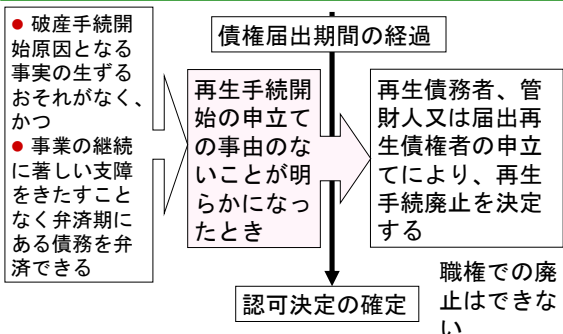 ● 破産手続開
始原因となる
事実の生ずる
おそれがなく、
かつ
● 事業の継続
に著しい支障
をきたすこと
なく弁済期に
ある債務を弁
済できる
債権届出期間の経過
再生手続開
始の申立て
の事由のな
いことが明
らかになっ
たとき
再生債務者、管
財人又は届出再
生債権者の申立
てにより、再生
手続廃止を決定
する
認可決定の確定
職権での廃
止はできな
い